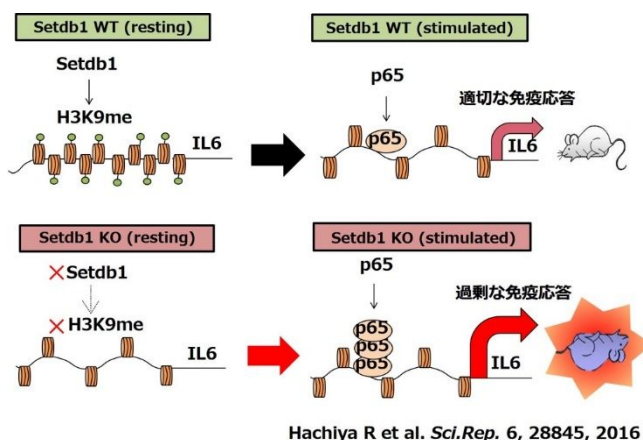 Setdb1 WT (resting)
Setdb1
H3K9me
IL6
Setdb1 WT (stimulated)
p65
p65
適切な免疫応答
IL6
Setdb1 KO (resting)
Setdb1
H3K9me
IL6
Setdb1 KO (stimulated)
p65
p65
p65
p65
過剰な免疫応答
IL6
Hachiya R et al. Sci.Rep. 6, 28845, 2016